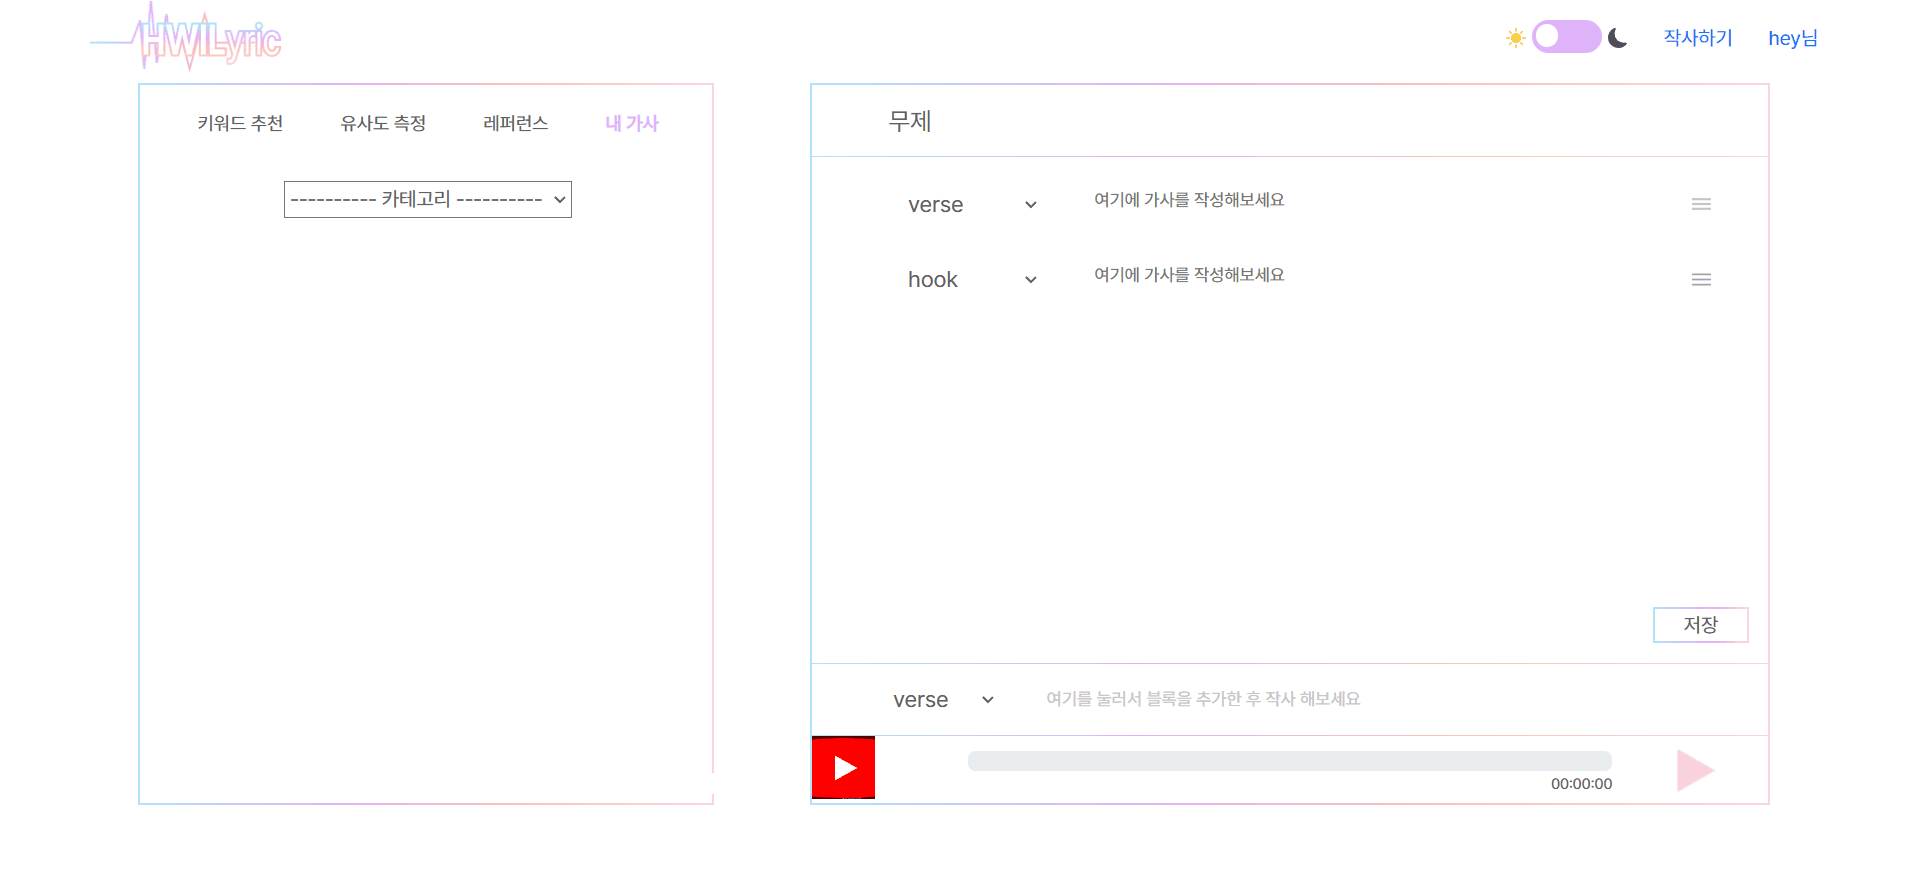 HWLyric
직사하기 hey님
키워드 추천 유사도 측정 레퍼런스 내 가사
---------- 카테고리 ----------
무제
verse 여기에 가사를 작성해보세요
hook 여기에 가사를 작성해보세요
저장
verse 여기를 눌러서 블록을 추가한 후 작사 해보세요
00:00:00